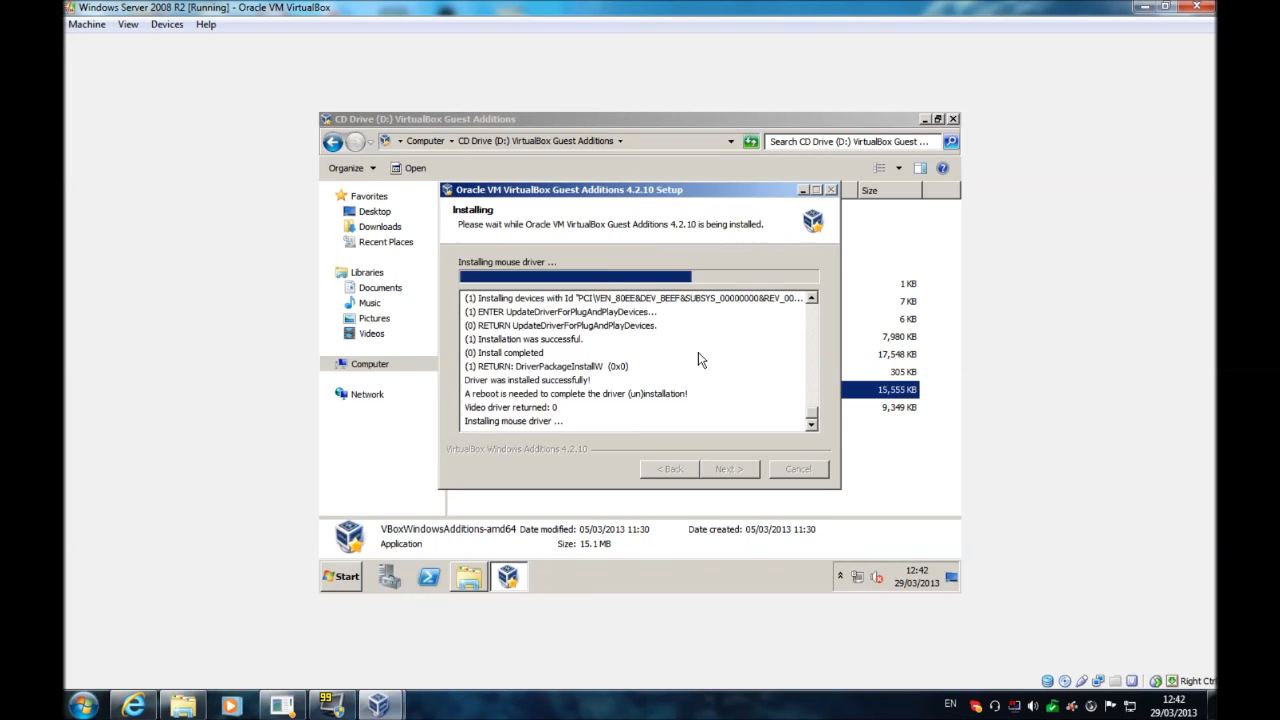 Windows Server 2008 R2 [Running] - Oracle VM VirtualBox
Machine View Devices Help
CD Drive (D:) VirtualBox Guest Additions
Computer CD Drive (D:) VirtualBox Guest Additions Search CD Drive (D:) VirtualBox Guest ...
Organize Open
Size
Favorites
Desktop
Downloads
Recent Places
Libraries
Documents
Music
Pictures
Videos
Computer
Network
Oracle VM VirtualBox Guest Additions 4.2.10 Setup
Installing
Please wait while Oracle VM VirtualBox Guest Additions 4.2.10 is being installed.
Installing mouse driver ...
(1) Installing devices with Id "PCI\VEN_80EE&DEV_BEEF&SUBSYS_00000000&REV_00...
(1) ENTER UpdateDriverForPlugAndPlayDevices...
(0) RETURN UpdateDriverForPlugAndPlayDevices.
(1) Installation was successful.
(0) Install completed
(1) RETURN: DriverPackageInstallW (0x0)
Driver was installed successfully!
A reboot is needed to complete the driver (un)installation!
Video driver returned: 0
Installing mouse driver ...
VirtualBox Windows Additions 4.2.10
< Back Next > Cancel
1 KB
7 KB
6 KB
7,980 KB
17,548 KB
305 KB
15,555 KB
9,349 KB
VBoxWindowsAdditions-amd64 Date modified: 05/03/2013 11:30 Date created: 05/03/2013 11:30
Application Size: 15.1 MB
Start
12:42
29/03/2013
Right Ctr
99
EN
12:42
29/03/2013